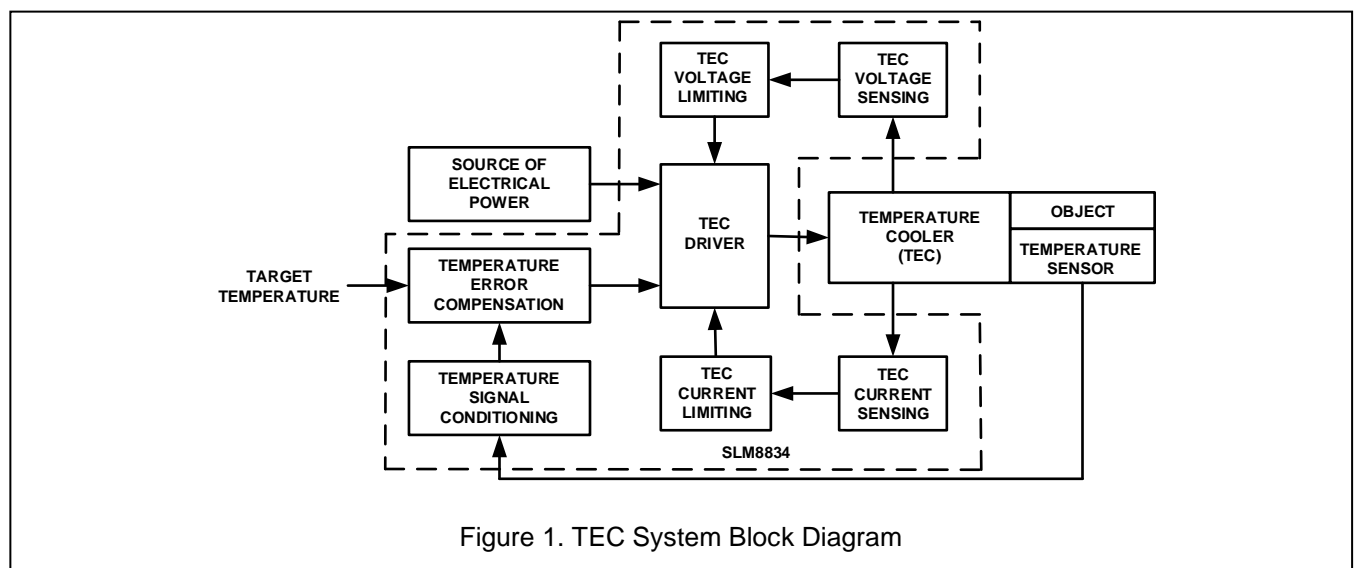 TEC
VOLTAGE
LIMITING
TEC
VOLTAGE
SENSING
SOURCE OF
ELECTRICAL
POWER
TEC
DRIVER
TEMPERATURE
COOLER
(TEC)
OBJECT
TEMPERATURE
SENSOR
TARGET
TEMPERATURE
TEMPERATURE
ERROR
COMPENSATION
TEMPERATURE
SIGNAL
CONDITIONING
TEC
CURRENT
LIMITING
TEC
CURRENT
SENSING
SLM8834
Figure 1. TEC System Block Diagram